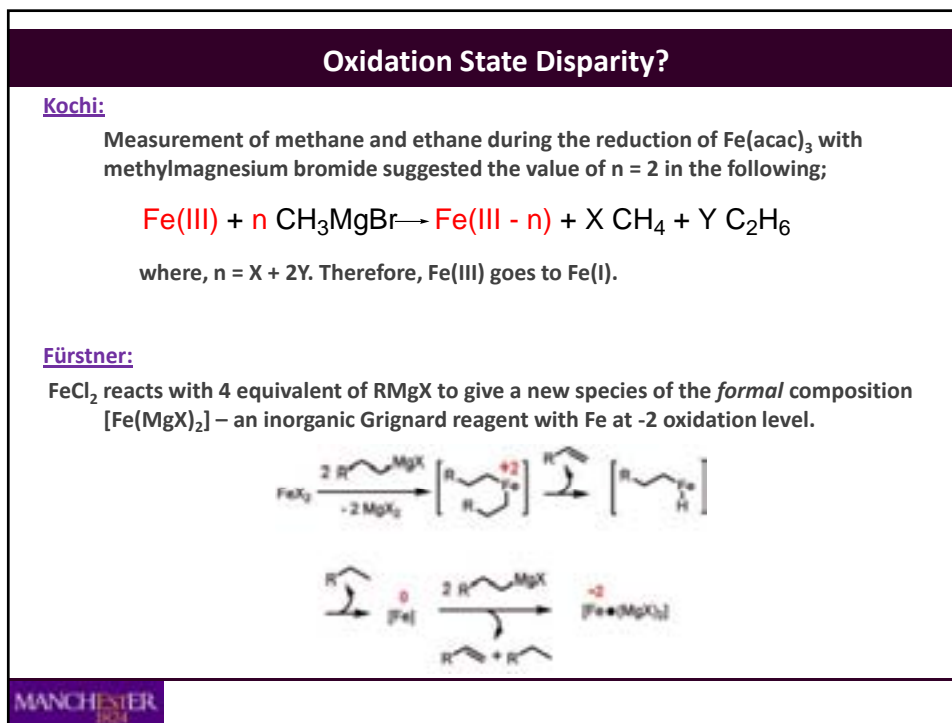 Oxidation State Disparity?
Kochi:
Measurement of methane and ethane during the reduction of Fe(acac)₃ with
methylmagnesium bromide suggested the value of n = 2 in the following;
Fe(III) + n CH₃MgBr → Fe(III - n) + X CH₄ + Y C₂H₆
where, n = X + 2Y. Therefore, Fe(III) goes to Fe(I).
Fürstner:
FeCl₂ reacts with 4 equivalent of RMgX to give a new species of the formal composition
[Fe(MgX)₂] – an inorganic Grignard reagent with Fe at -2 oxidation level.
FeX₂ 2 R MgX - 2 MgX₂ [R R Fe +2] R [R Fe H]
R [Fe] 0 2 R MgX R + R [Fe(MgX)₂] -2
MANCHESTER
1824